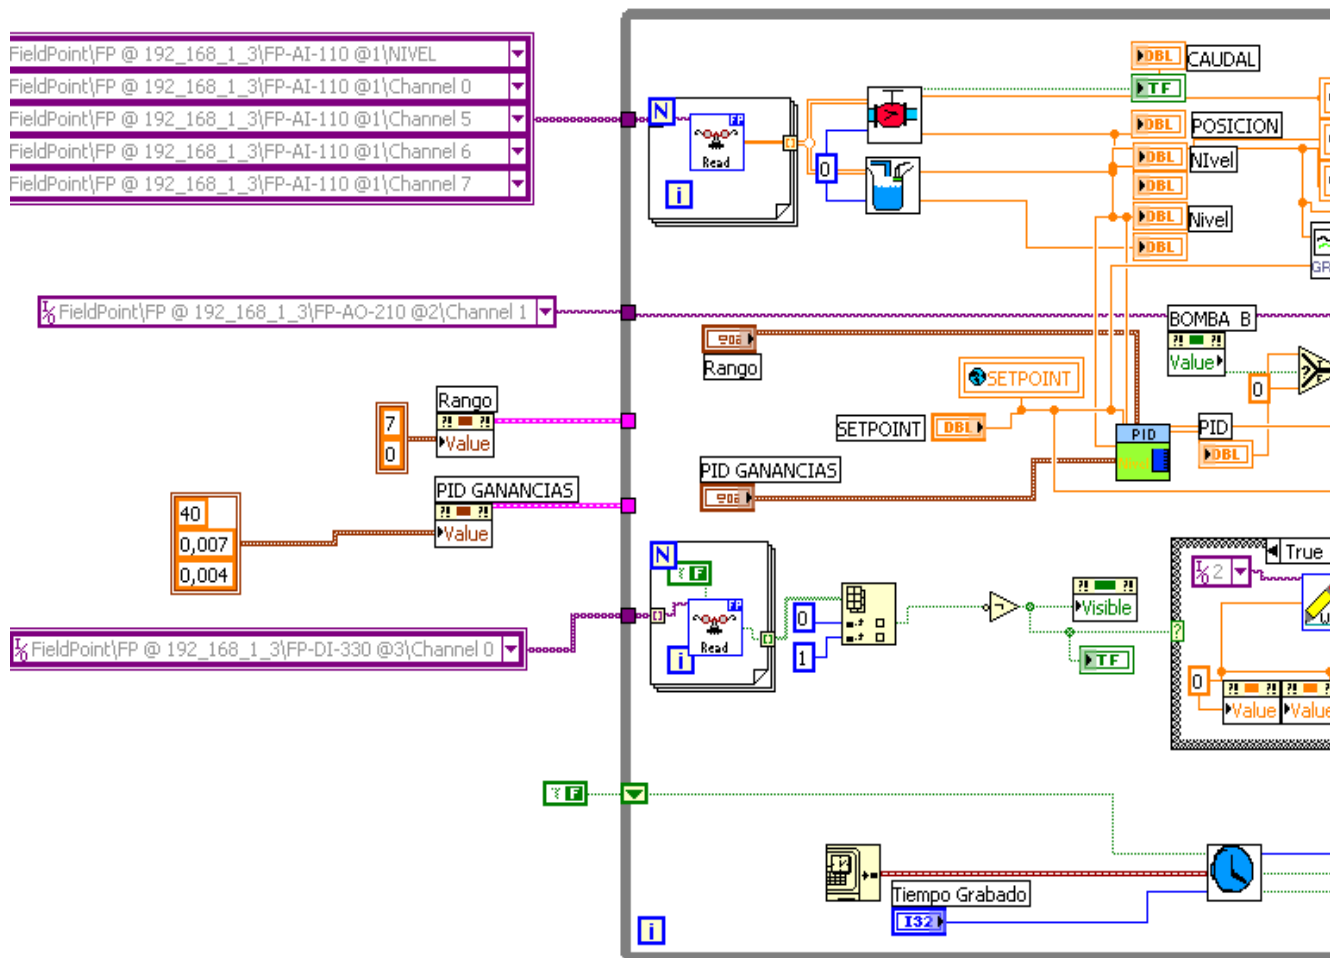 FieldPoint\FP @ 192_168_1_3\FP-AI-110 @1\NIVEL
FieldPoint\FP @ 192_168_1_3\FP-AI-110 @1\Channel 0
FieldPoint\FP @ 192_168_1_3\FP-AI-110 @1\Channel 5
FieldPoint\FP @ 192_168_1_3\FP-AI-110 @1\Channel 6
FieldPoint\FP @ 192_168_1_3\FP-AI-110 @1\Channel 7
N
FP
Read
i
0
DBL
CAUDAL
TF
DBL
POSICION
DBL
NIvel
DBL
DBL
Nivel
DBL
GR
I/O FieldPoint\FP @ 192_168_1_3\FP-AO-210 @2\Channel 1
BOMBA B
?! ?!
Value
0
Rango
SETPOINT
SETPOINT
DBL
PID
PID
DBL
PID GANANCIAS
7
0
Rango
?! ?!
Value
40
0,007
0,004
PID GANANCIAS
?! ?!
Value
N
F
FP
Read
i
0
1
?! ?!
Visible
TF
True
I/O 2
?
0
?! ?!
Value
?! ?
Value
I/O FieldPoint\FP @ 192_168_1_3\FP-DI-330 @3\Channel 0
F
Tiempo Grabado
I32
i